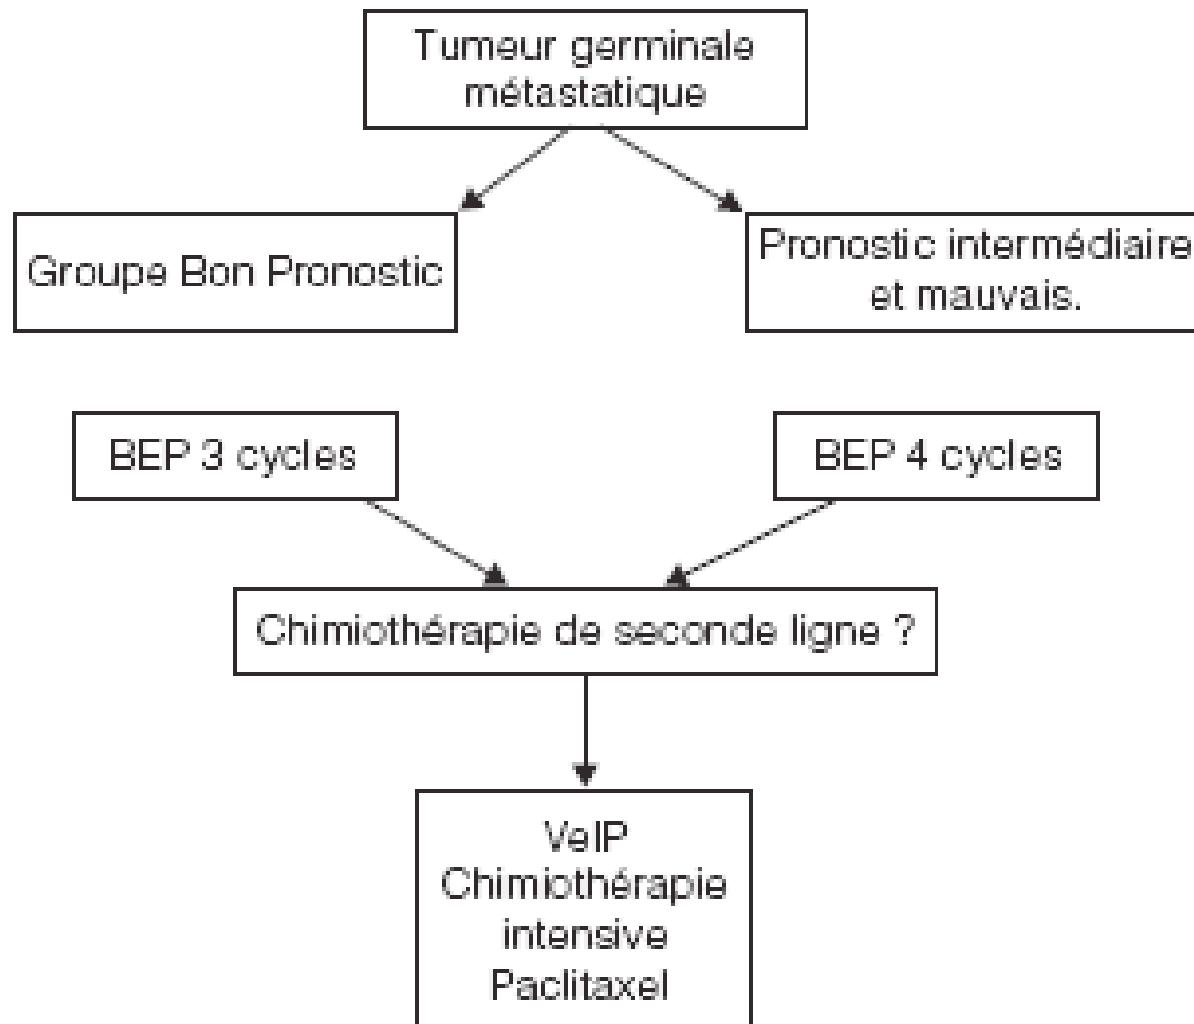 Tumeur germinale
métastatique
Groupe Bon Pronostic
Pronostic intermédiaire
et mauvais.
BEP 3 cycles
BEP 4 cycles
Chimiothérapie de seconde ligne ?
VeIP
Chimiothérapie
intensive
Paclitaxel